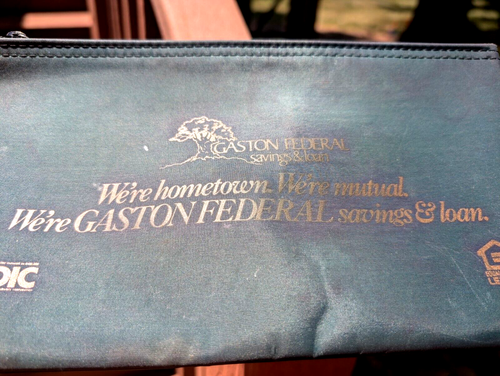 GASTON FEDERAL
savings & loan
We're hometown. We're mutual.
We're GASTON FEDERAL savings & loan.
DIC